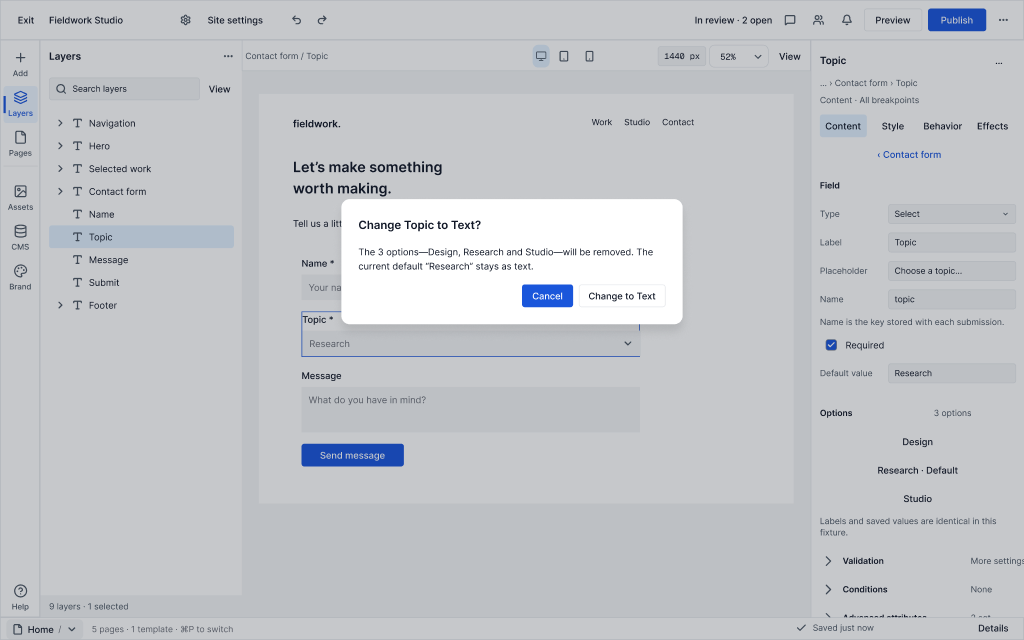 Exit
Fieldwork Studio
Site settings
In review · 2 open
Preview
Publish
Add
Layers
Pages
Assets
CMS
Brand
Help
Layers
Search layers
View
Navigation
Hero
Selected work
Contact form
Name
Topic
Message
Submit
Footer
9 layers · 1 selected
Contact form / Topic
1440 px
52%
View
fieldwork.
Work
Studio
Contact
Let's make something
worth making.
Tell us a litt
Name *
Your na
Topic *
Research
Message
What do you have in mind?
Send message
Change Topic to Text?
The 3 options—Design, Research and Studio—will be removed. The
current default “Research” stays as text.
Cancel
Change to Text
Topic
... › Contact form › Topic
Content · All breakpoints
Content
Style
Behavior
Effects
‹ Contact form
Field
Type
Select
Label
Topic
Placeholder
Choose a topic...
Name
topic
Name is the key stored with each submission.
Required
Default value
Research
Options
3 options
Design
Research · Default
Studio
Labels and saved values are identical in this
fixture.
Validation
More settings
Conditions
None
Advanced attributes
Home /
5 pages · 1 template · ⌘P to switch
Saved just now
Details